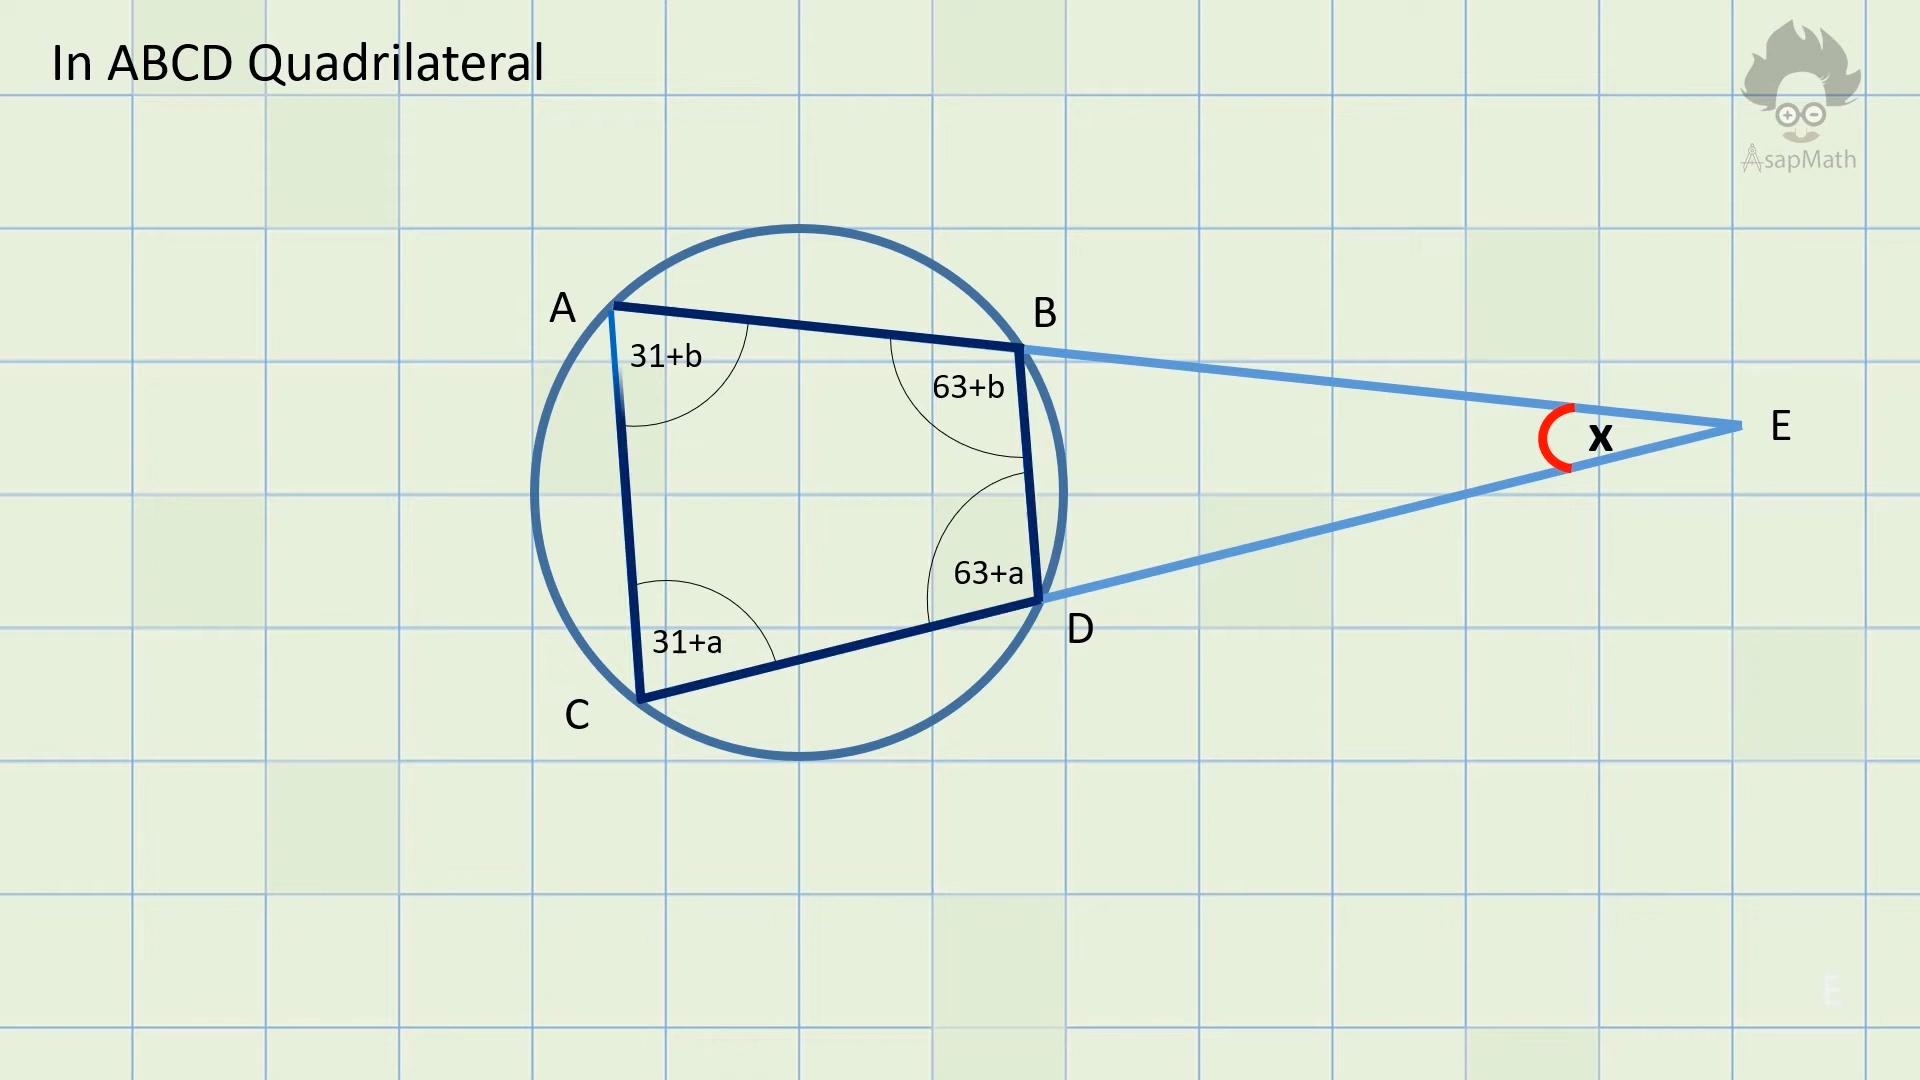 In ABCD Quadrilateral
AsapMath
A
B
31+b
63+b
x
E
63+a
31+a
D
C
E